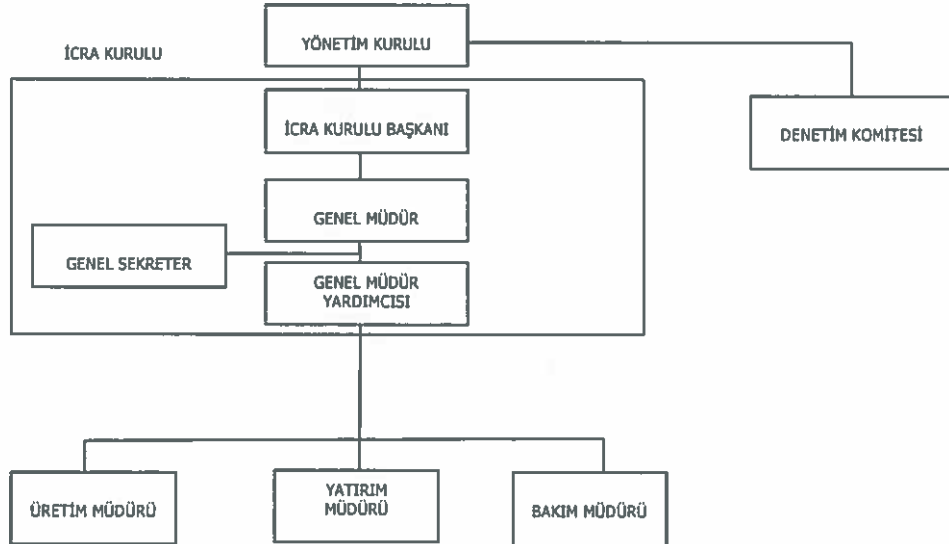 YÖNETİM KURULU
İCRA KURULU
İCRA KURULU BAŞKANI
DENETİM KOMİTESİ
GENEL MÜDÜR
GENEL SEKRETER
GENEL MÜDÜR
YARDIMCISI
ÜRETİM MÜDÜRÜ
YATIRIM
MÜDÜRÜ
BAKIM MÜDÜRÜ